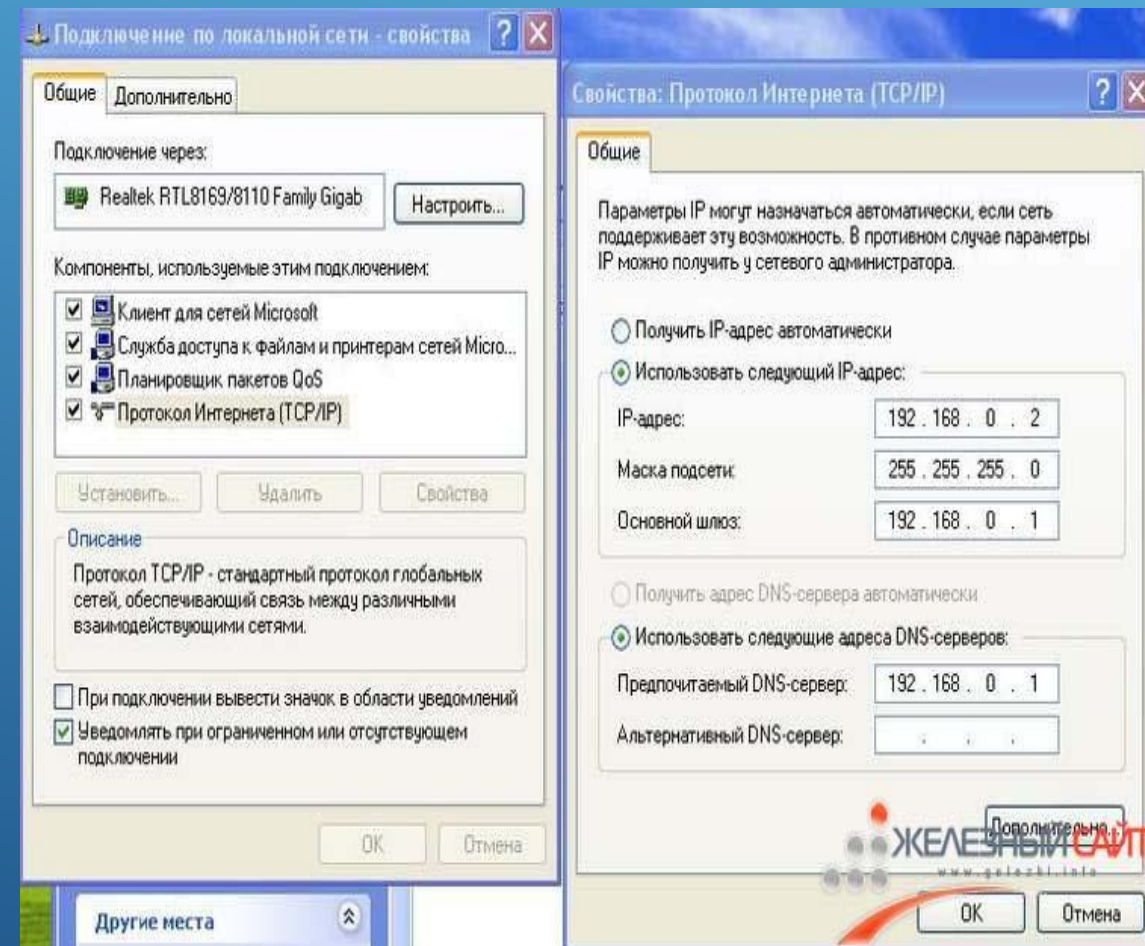 Подключение по локальной сети - свойства
Общие
Дополнительно
Подключение через:
Realtek RTL8169/8110 Family Gigab
Настроить...
Компоненты, используемые этим подключением:
Клиент для сетей Microsoft
Служба доступа к файлам и принтерам сетей Micro...
Планировщик пакетов QoS
Протокол Интернета (TCP/IP)
Установить...
Удалить
Свойства
Описание
Протокол TCP/IP - стандартный протокол глобальных
сетей, обеспечивающий связь между различными
взаимодействующими сетями.
При подключении вывести значок в области уведомлений
Уведомлять при ограниченном или отсутствующем
подключении
OK
Отмена
Другие места
Свойства: Протокол Интернета (TCP/IP)
Общие
Параметры IP могут назначаться автоматически, если сеть
поддерживает эту возможность. В противном случае параметры
IP можно получить у сетевого администратора.
Получить IP-адрес автоматически
Использовать следующий IP-адрес:
IP-адрес:
192 . 168 . 0 . 2
Маска подсети:
255 . 255 . 255 . 0
Основной шлюз:
192 . 168 . 0 . 1
Получить адрес DNS-сервера автоматически
Использовать следующие адреса DNS-серверов:
Предпочитаемый DNS-сервер:
192 . 168 . 0 . 1
Альтернативный DNS-сервер:
. . .
Дополнительно...
ЖЕЛЕЗНЫЙ САЙТ
www.gelezki.info
OK
Отмена